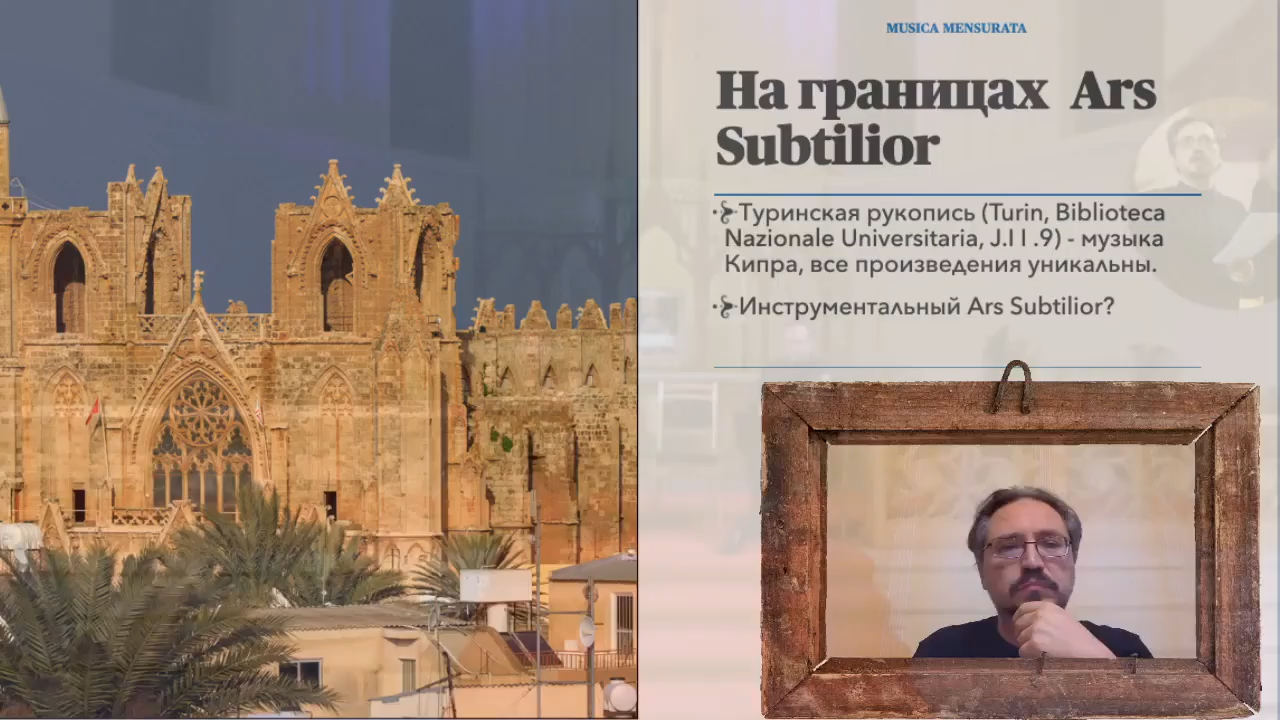 MUSICA MENSURATA
На границах Ars
Subtilior
Туринская рукопись (Turin, Biblioteca
Nazionale Universitaria, J.II.9) - музыка
Кипра, все произведения уникальны.
Инструментальный Ars Subtilior?